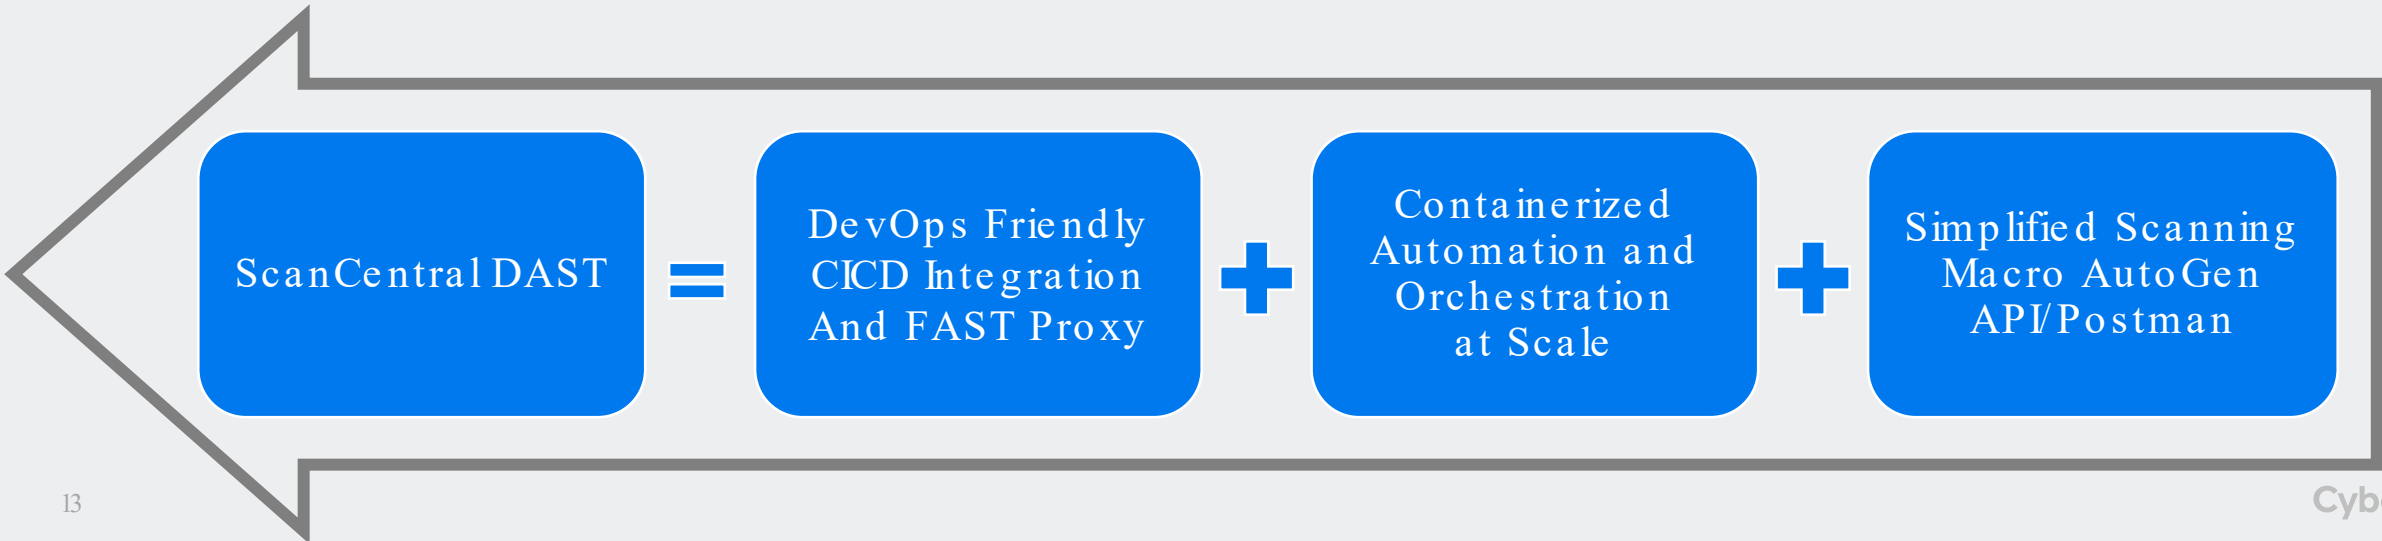 ScanCentral DAST
=
DevOps Friendly
CICD Integration
And FAST Proxy
+
Containerized
Automation and
Orchestration
at Scale
+
Simplified Scanning
Macro AutoGen
API/Postman
13